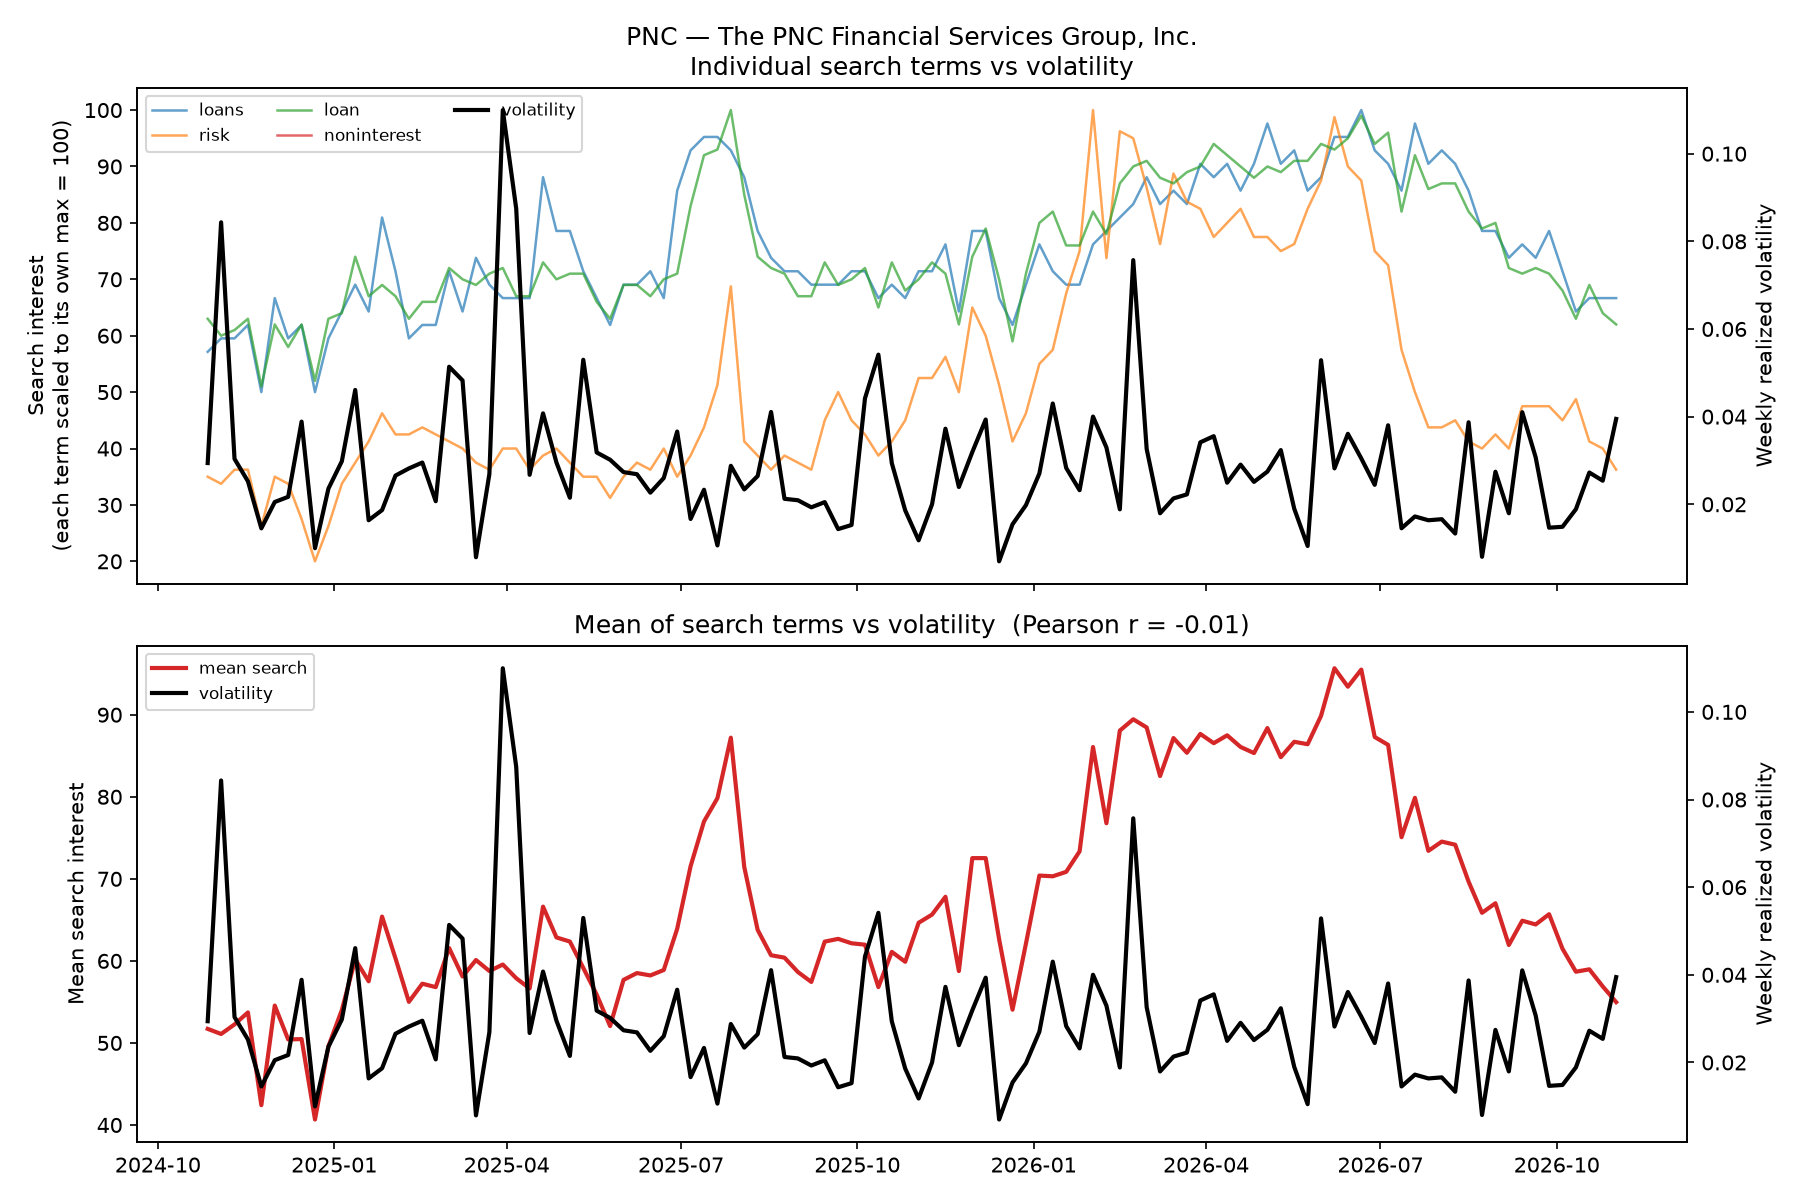 PNC — The PNC Financial Services Group, Inc.
Individual search terms vs volatility
loans
risk
loan
noninterest
volatility
Search interest
(each term scaled to its own max = 100)
100
90
80
70
60
50
40
30
20
0.10
0.08
0.06
0.04
0.02
Weekly realized volatility
Mean of search terms vs volatility (Pearson r = -0.01)
mean search
volatility
Mean search interest
90
80
70
60
50
40
0.10
0.08
0.06
0.04
0.02
Weekly realized volatility
2024-10
2025-01
2025-04
2025-07
2025-10
2026-01
2026-04
2026-07
2026-10